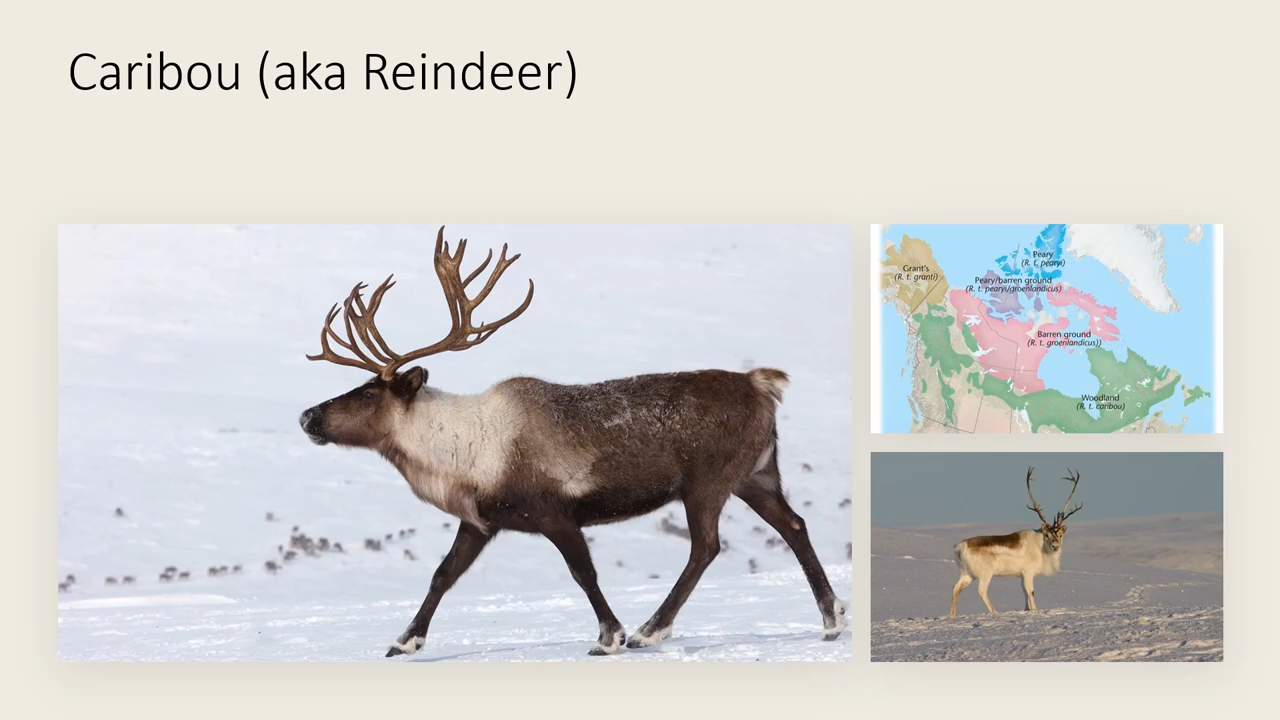 Caribou (aka Reindeer)
Peary
(R. t. pearyi)
Grant's
(R. t. granti)
Peary/barren ground
(R. t. pearyi/groenlandicus)
Barren ground
(R. t. groenlandicus))
Woodland
(R. t. caribou)